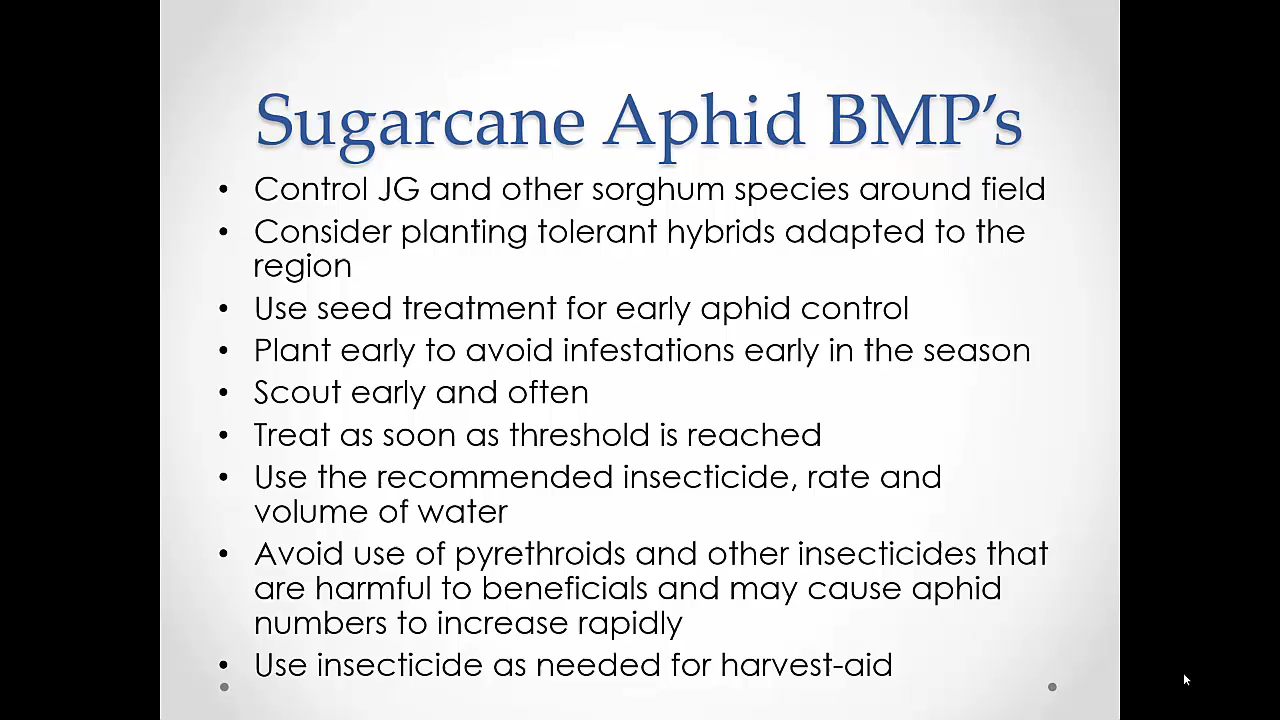 Sugarcane Aphid BMP’s
• Control JG and other sorghum species around field
• Consider planting tolerant hybrids adapted to the
region
• Use seed treatment for early aphid control
• Plant early to avoid infestations early in the season
• Scout early and often
• Treat as soon as threshold is reached
• Use the recommended insecticide, rate and
volume of water
• Avoid use of pyrethroids and other insecticides that
are harmful to beneficials and may cause aphid
numbers to increase rapidly
• Use insecticide as needed for harvest-aid